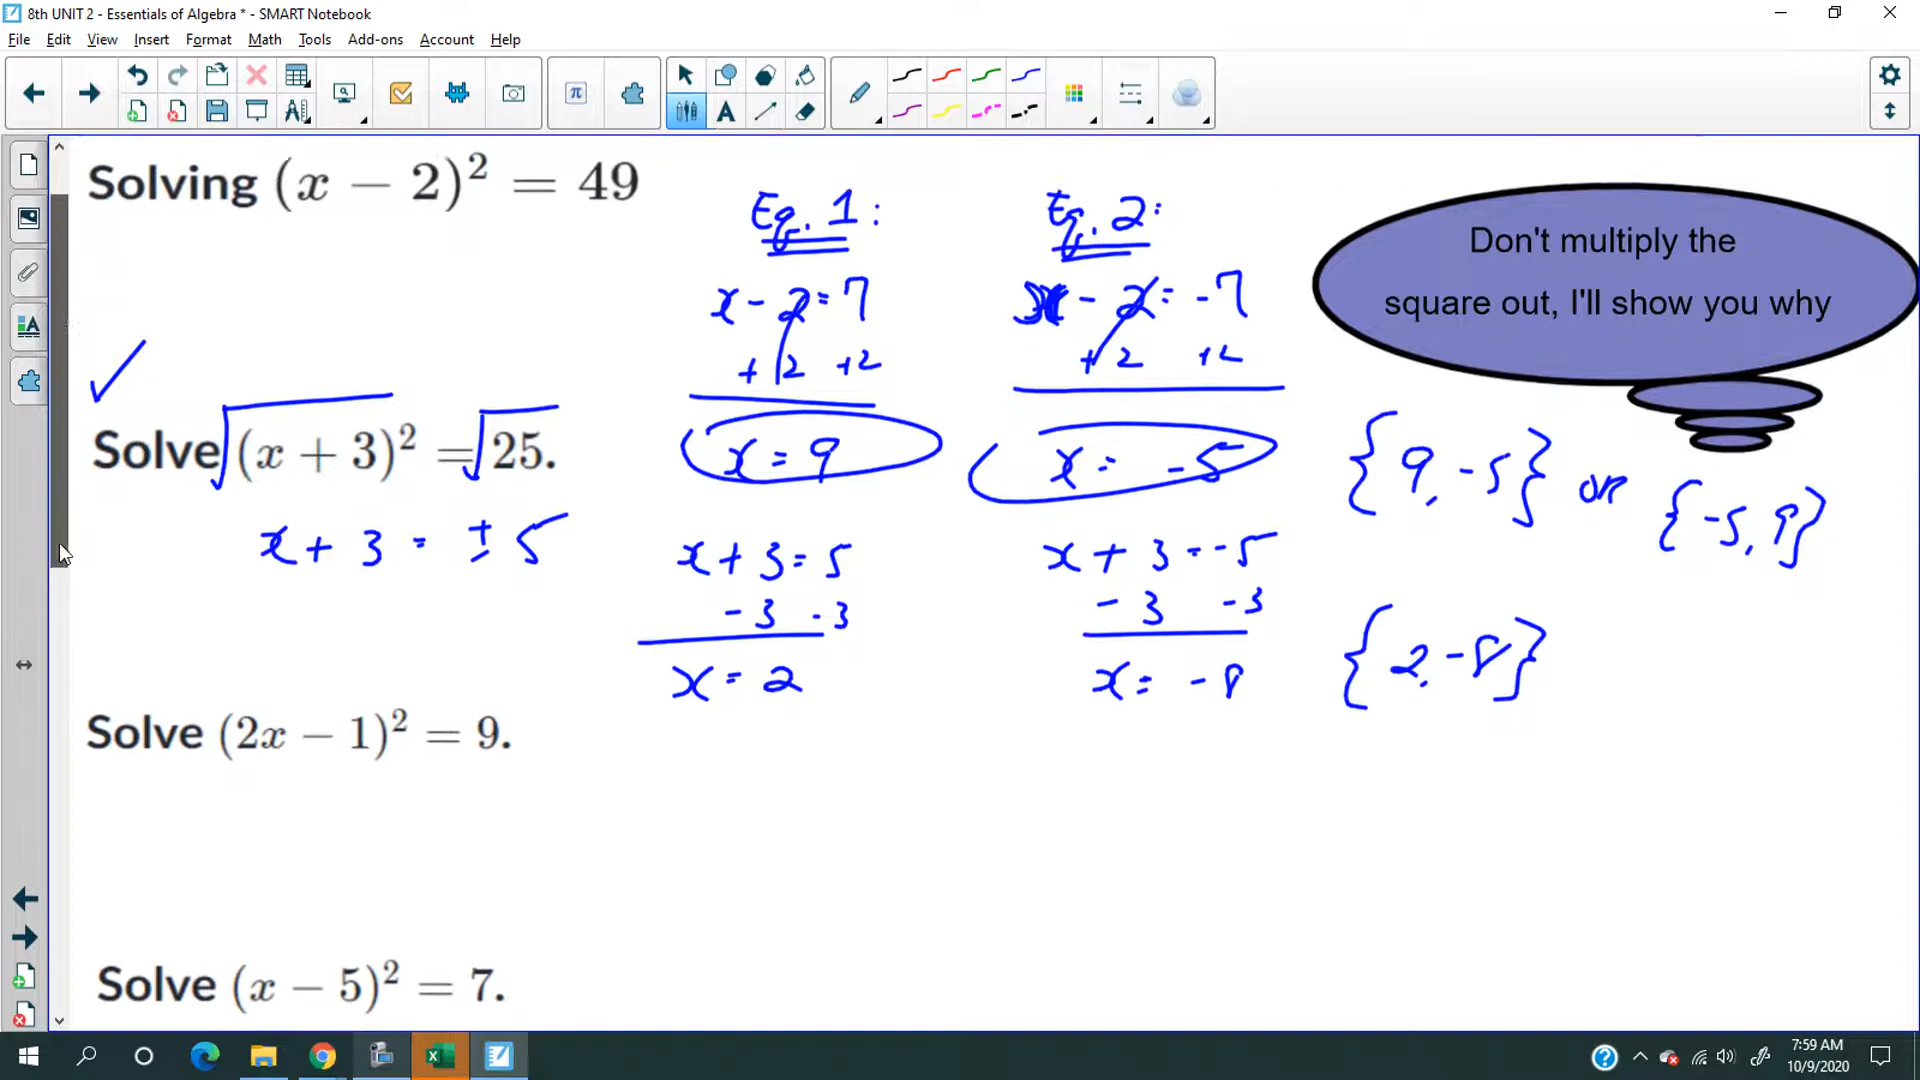 8th UNIT 2 - Essentials of Algebra * - SMART Notebook
File Edit View Insert Format Math Tools Add-ons Account Help
Solving (x − 2)² = 49
Eq. 1:
Eq. 2:
x - 2 = 7
+2 +2
x = 9
x - 2 = -7
+2 +2
x = -5
Don't multiply the
square out, I'll show you why
{9, -5} or {-5, 9}
✓
Solve √(x + 3)² = √25.
x + 3 = ± 5
x + 3 = 5
-3 -3
x = 2
x + 3 = -5
-3 -3
x = -8
{2, -8}
Solve (2x − 1)² = 9.
Solve (x − 5)² = 7.
7:59 AM
10/9/2020